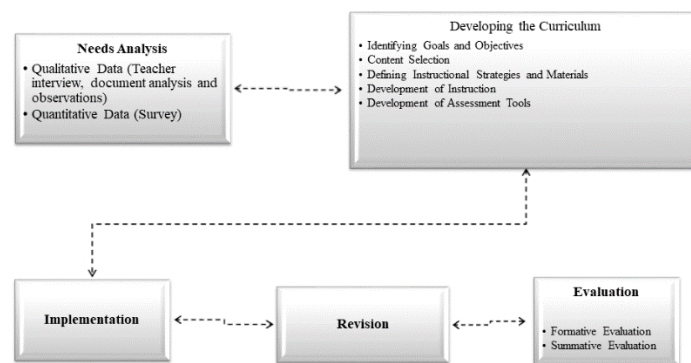 Needs Analysis
• Qualitative Data (Teacher
interview, document analysis and
observations)
• Quantitative Data (Survey)
Developing the Curriculum
• Identifying Goals and Objectives
• Content Selection
• Defining Instructional Strategies and Materials
• Development of Instruction
• Development of Assessment Tools
Implementation
Revision
Evaluation
• Formative Evaluation
• Summative Evaluation